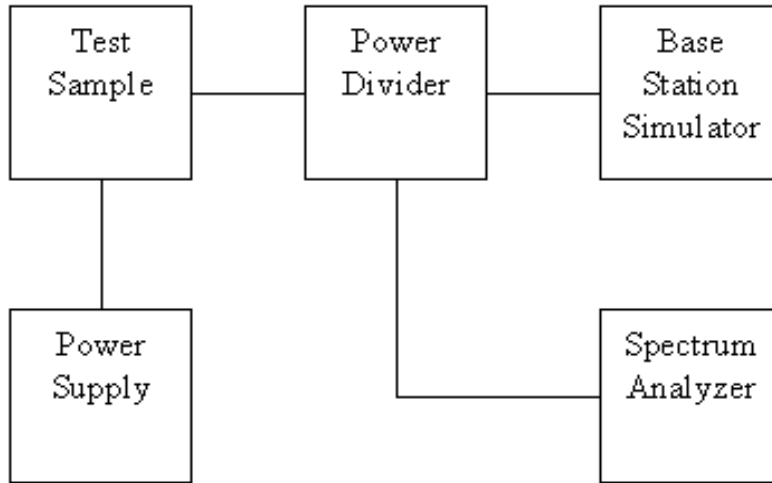 Test
Sample
Power
Divider
Base
Station
Simulator
Power
Supply
Spectrum
Analyzer